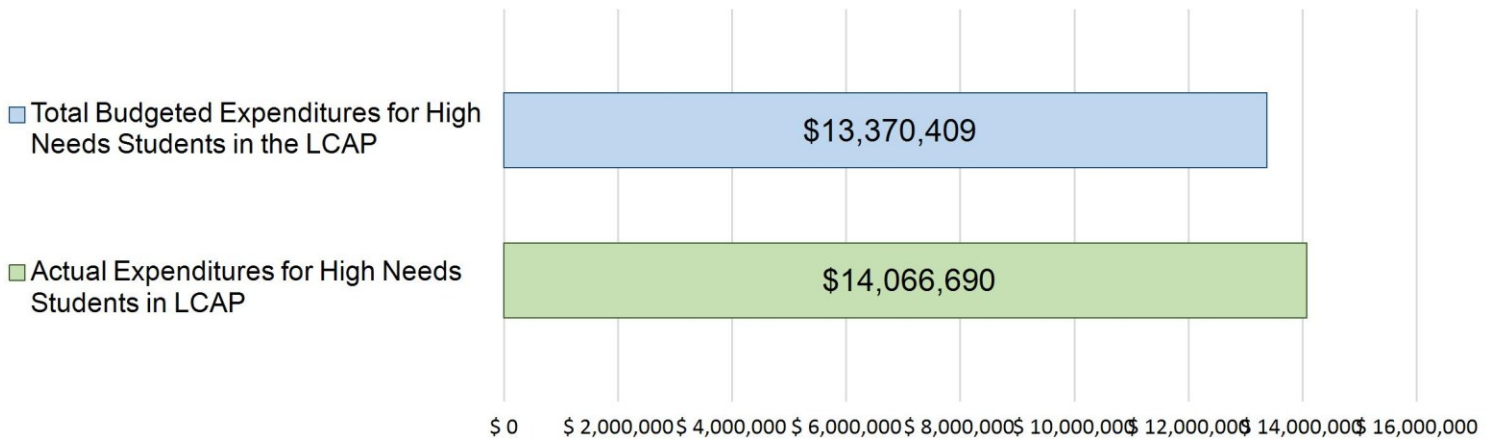 Total Budgeted Expenditures for High
Needs Students in the LCAP
$13,370,409
Actual Expenditures for High Needs
Students in LCAP
$14,066,690
$ 0 $ 2,000,000 $ 4,000,000 $ 6,000,000 $ 8,000,000 $ 10,000,000 $ 12,000,000 $ 14,000,000 $ 16,000,000